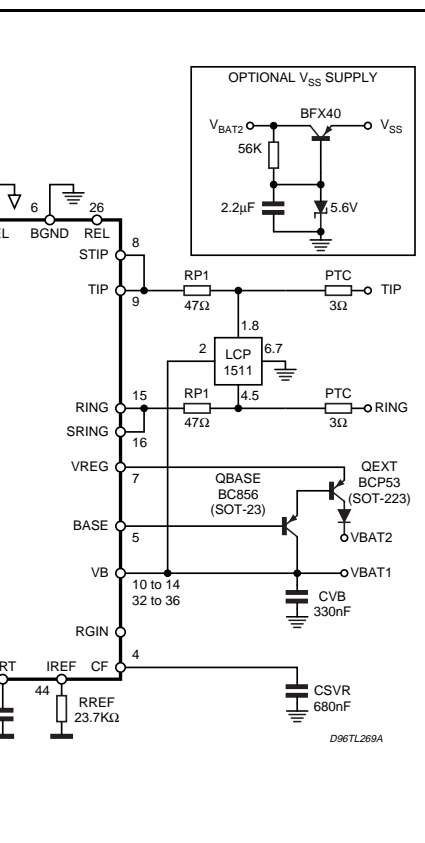 OPTIONAL VSS SUPPLY
BFX40
VBAT2
VSS
56K
2.2µF
5.6V
6
26
EL
BGND
REL
8
STIP
TIP
9
RP1
47Ω
PTC
3Ω
TIP
1.8
2
6.7
LCP
1511
4.5
15
RING
RP1
47Ω
PTC
3Ω
RING
SRING
16
VREG
7
QBASE
BC856
(SOT-23)
QEXT
BCP53
(SOT-223)
BASE
5
VBAT2
VB
10 to 14
32 to 36
VBAT1
CVB
330nF
RGIN
4
RT
IREF
CF
44
RREF
23.7KΩ
CSVR
680nF
D96TL269A